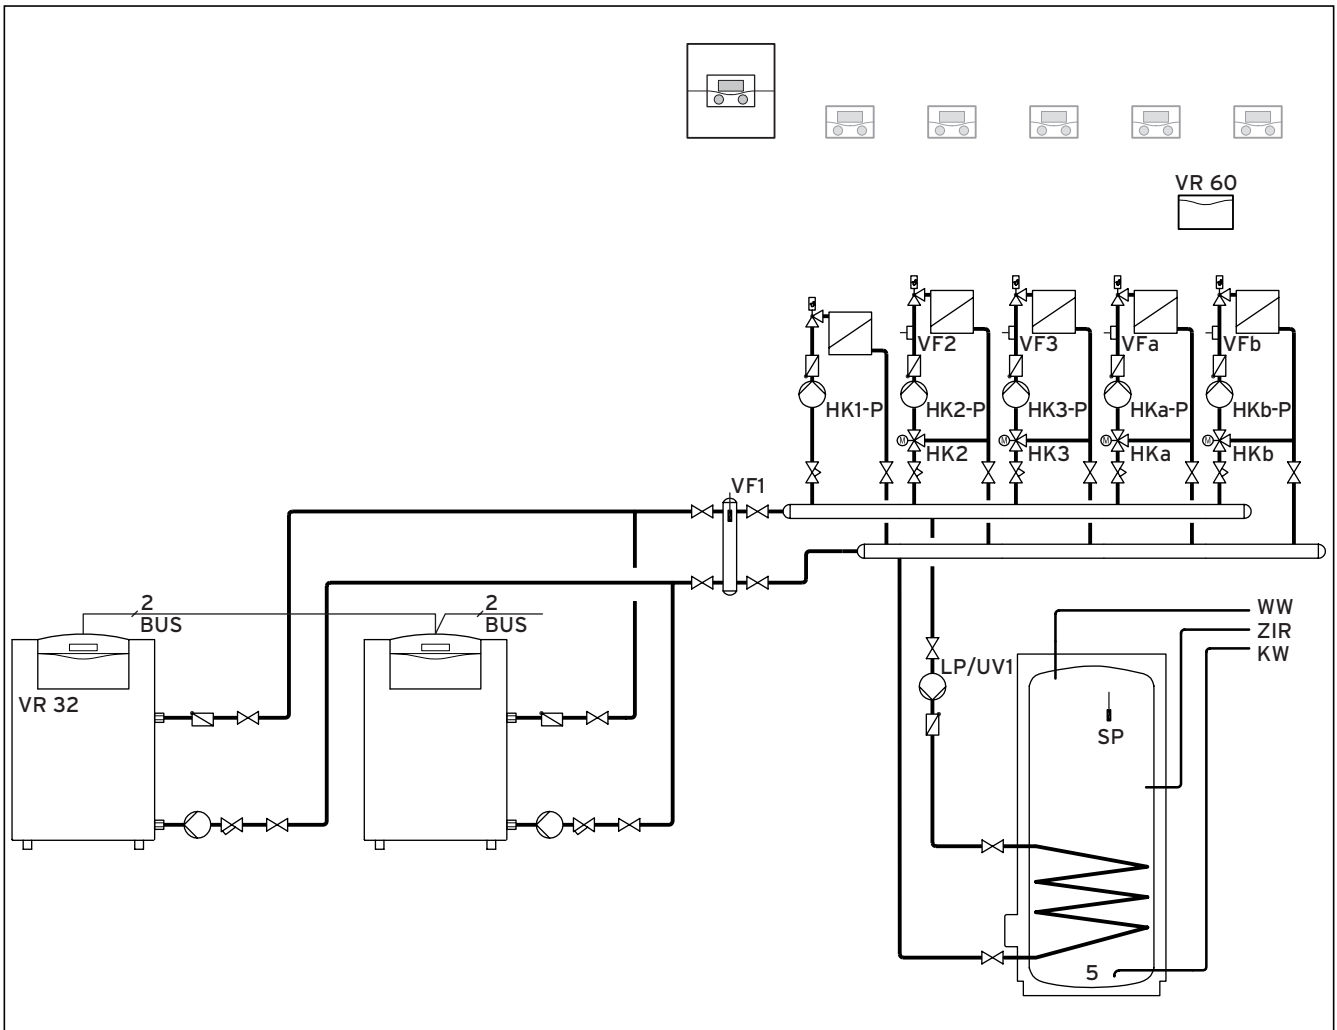 VR 60
VF2
VF3
VFa
VFb
HK1-P
HK2-P
HK3-P
HKa-P
HKb-P
M
M
M
M
HK2
HK3
HKa
HKb
VF1
2
BUS
2
BUS
WW
ZIR
KW
LP/UV1
VR 32
SP
5